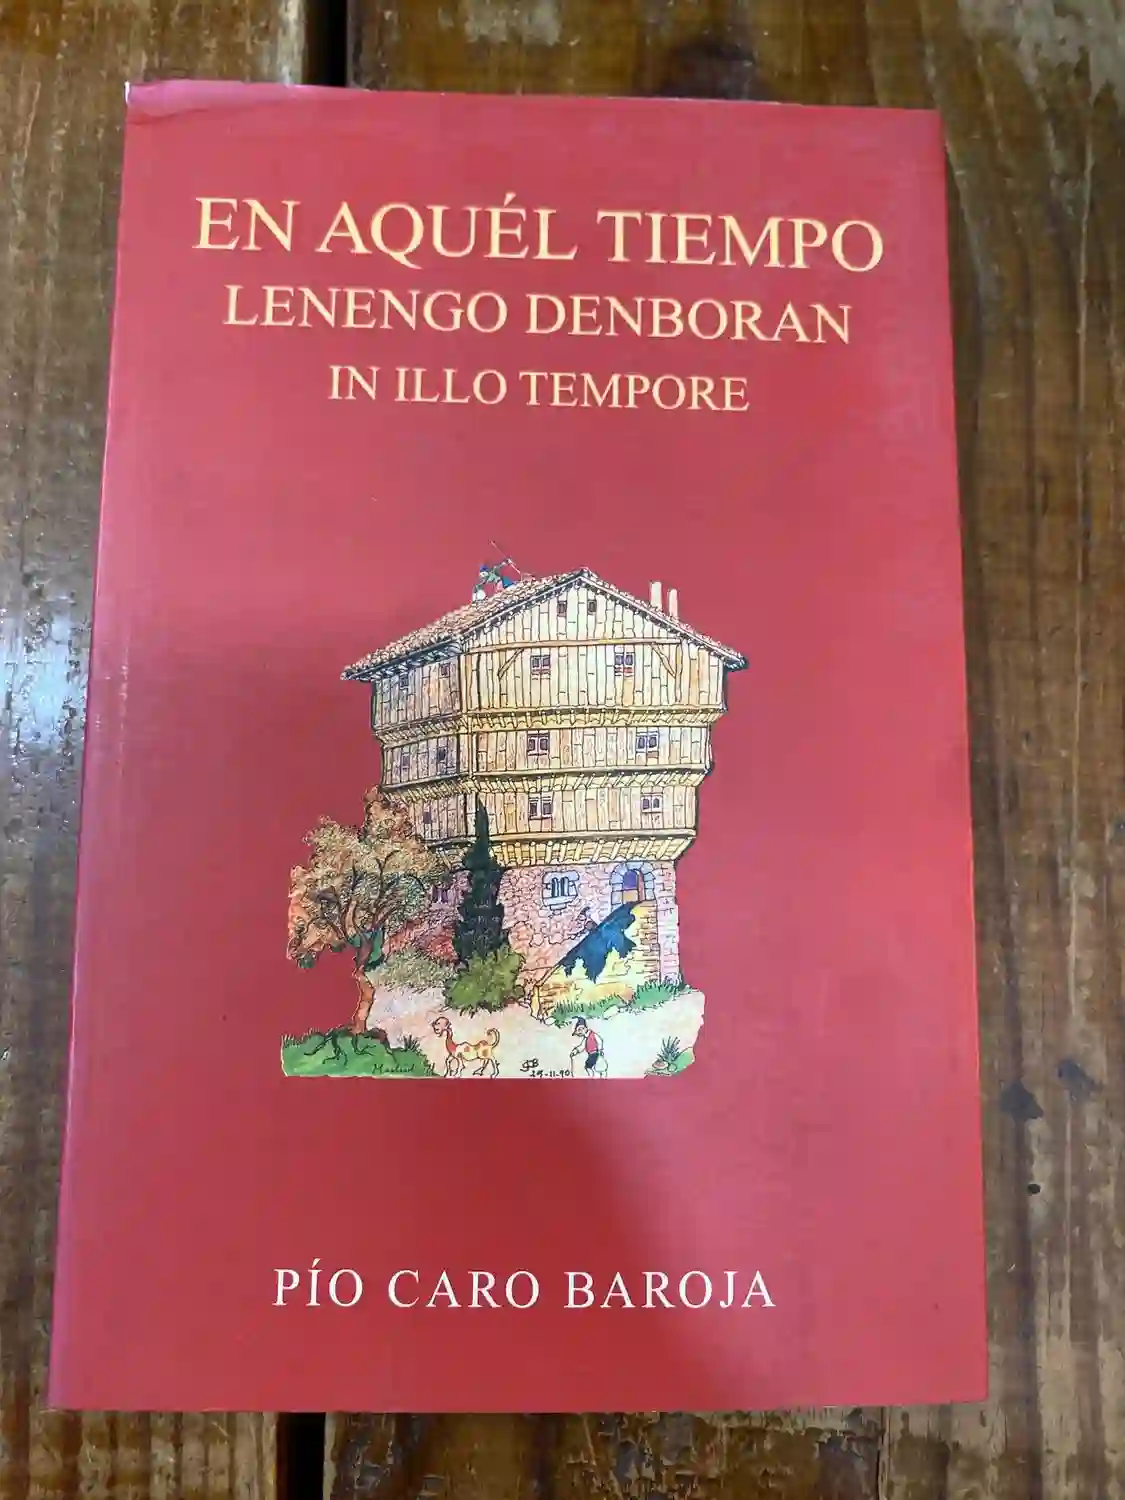 EN AQUÉL TIEMPO
LENENGO DENBORAN
IN ILLO TEMPORE
PÍO CARO BAROJA